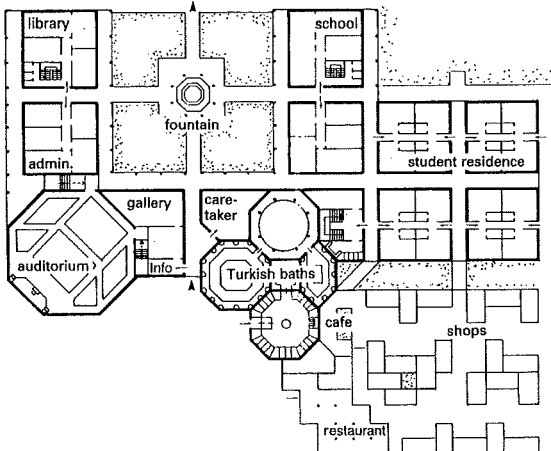 library
school
fountain
admin
student residence
gallery
care-
taker
auditorium
Info
Turkish baths
cafe
shops
restaurant